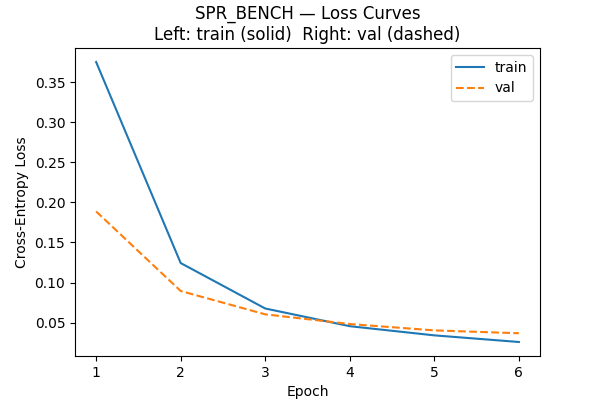 SPR_BENCH — Loss Curves
Left: train (solid)  Right: val (dashed)
train
val
Cross-Entropy Loss
0.35
0.30
0.25
0.20
0.15
0.10
0.05
1 2 3 4 5 6
Epoch